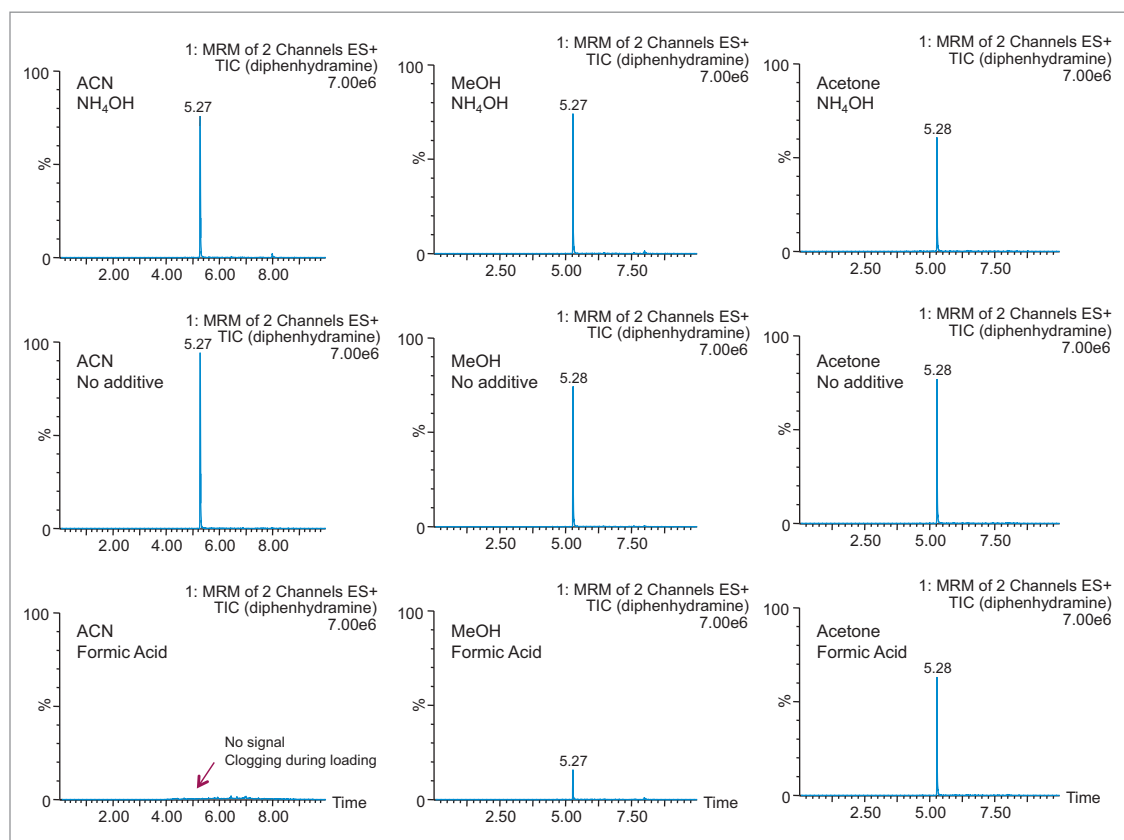 1: MRM of 2 Channels ES+
TIC (diphenhydramine)
7.00e6
ACN
NH₄OH
100
%
0
5.27
2.00 4.00 6.00 8.00
1: MRM of 2 Channels ES+
TIC (diphenhydramine)
7.00e6
MeOH
NH₄OH
100
%
0
5.27
2.50 5.00 7.50
1: MRM of 2 Channels ES+
TIC (diphenhydramine)
7.00e6
Acetone
NH₄OH
100
%
0
5.28
2.50 5.00 7.50
1: MRM of 2 Channels ES+
TIC (diphenhydramine)
7.00e6
ACN
No additive
100
%
0
5.27
2.00 4.00 6.00 8.00
1: MRM of 2 Channels ES+
TIC (diphenhydramine)
7.00e6
MeOH
No additive
100
%
0
5.28
2.50 5.00 7.50
1: MRM of 2 Channels ES+
TIC (diphenhydramine)
7.00e6
Acetone
No additive
100
%
0
5.28
2.50 5.00 7.50
1: MRM of 2 Channels ES+
TIC (diphenhydramine)
7.00e6
ACN
Formic Acid
100
%
0
No signal
Clogging during loading
2.00 4.00 6.00 8.00
Time
1: MRM of 2 Channels ES+
TIC (diphenhydramine)
7.00e6
MeOH
Formic Acid
100
%
0
5.27
2.50 5.00 7.50
Time
1: MRM of 2 Channels ES+
TIC (diphenhydramine)
7.00e6
Acetone
Formic Acid
100
%
0
5.28
2.50 5.00 7.50
Time